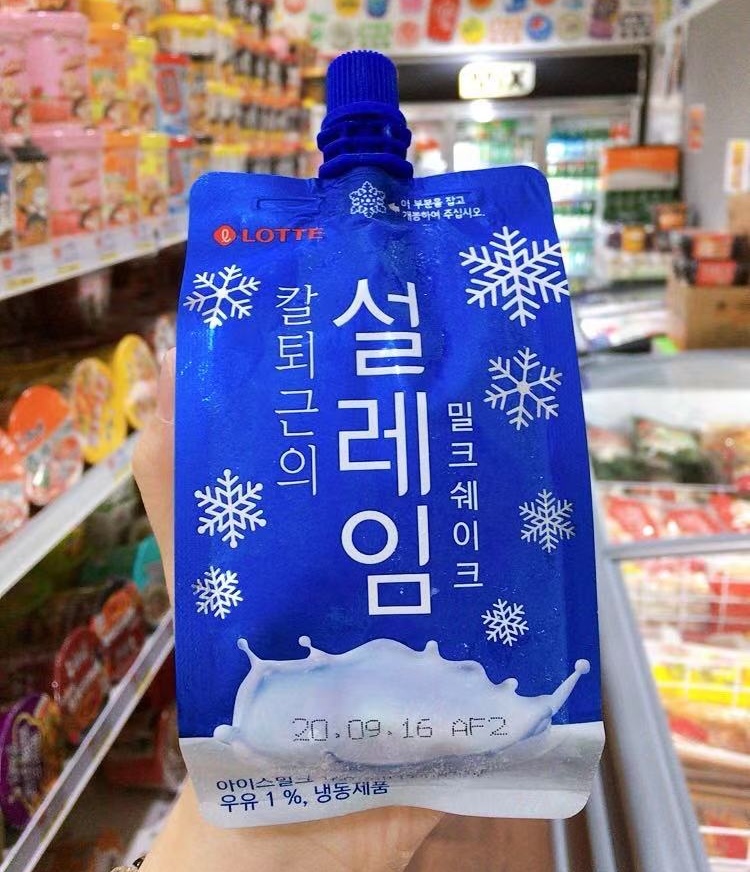 이 부분을 잡고
개봉하여 주십시오.
LOTTE
칼퇴근의
설레임
밀크쉐이크
20.09.16 AF2
아이스밀크
우유 1 %, 냉동제품